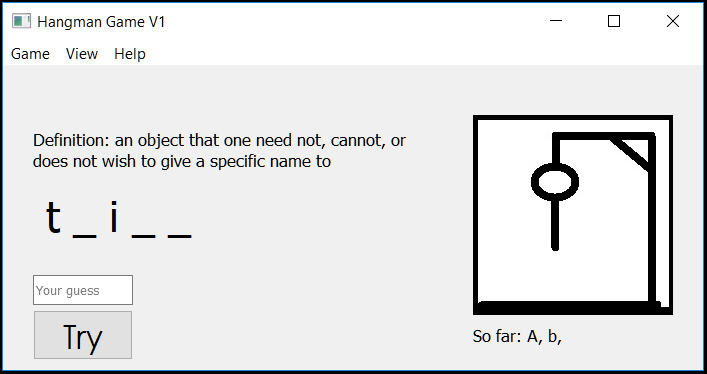 Hangman Game V1
Game View Help
Definition: an object that one need not, cannot, or
does not wish to give a specific name to
t _ i _ _
Your guess
Try
So far: A, b,